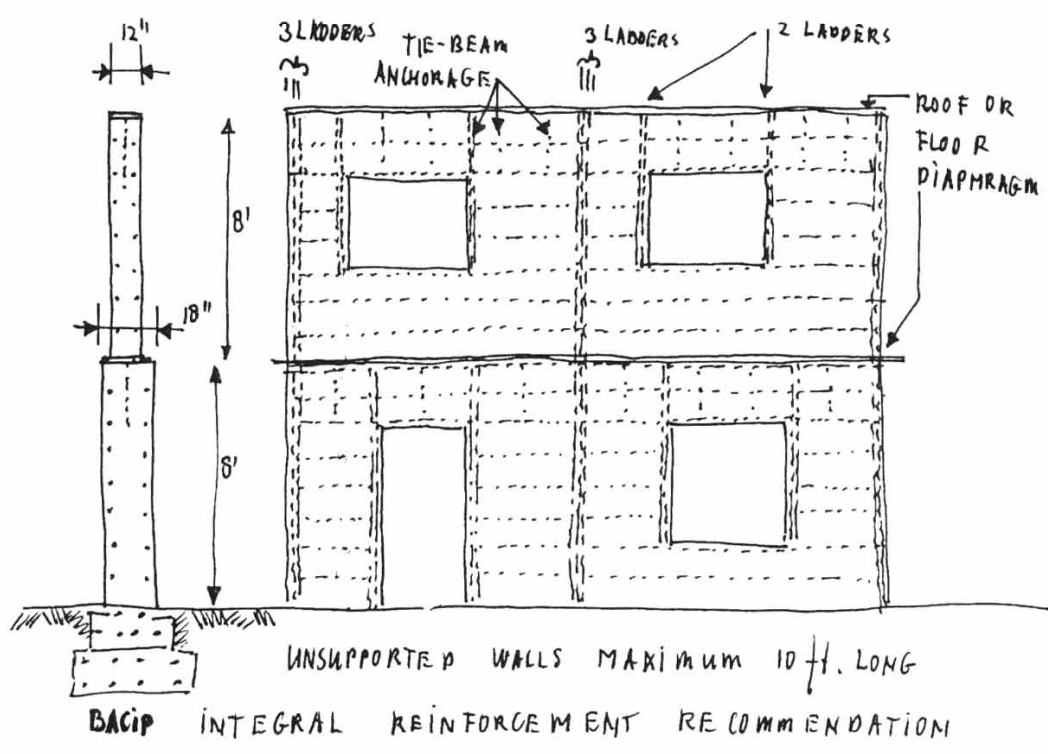 12"
3 LADDERS
TIE-BEAM
ANCHORAGE
3 LADDERS
2 LADDERS
ROOF OR
FLOOR
DIAPMRAGM
8'
18"
8'
UNSUPPORTED WALLS MAXIMUM 10 ft. LONG
BACIP INTEGRAL REINFORCEMENT RECOMMENDATION